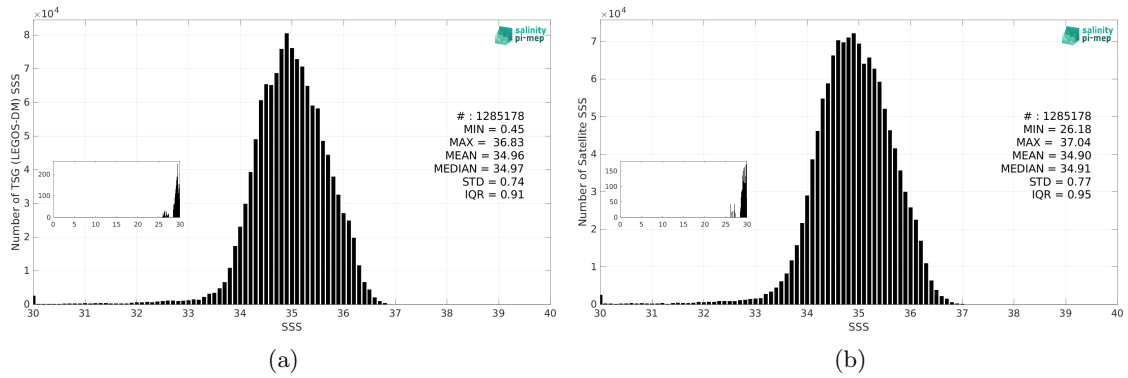 ×10⁴
8
7
6
5
4
3
2
1
0
Number of TSG (LEGOS-DM) SSS
salinity
pi-mep
# : 1285178
MIN = 0.45
MAX = 36.83
MEAN = 34.96
MEDIAN = 34.97
STD = 0.74
IQR = 0.91
200
100
0
0 5 10 15 20 25 30
30 31 32 33 34 35 36 37 38 39 40
SSS
(a)
×10⁴
7
6
5
4
3
2
1
0
Number of Satellite SSS
salinity
pi-mep
# : 1285178
MIN = 26.18
MAX = 37.04
MEAN = 34.90
MEDIAN = 34.91
STD = 0.77
IQR = 0.95
150
100
50
0
0 5 10 15 20 25 30
30 31 32 33 34 35 36 37 38 39 40
SSS
(b)